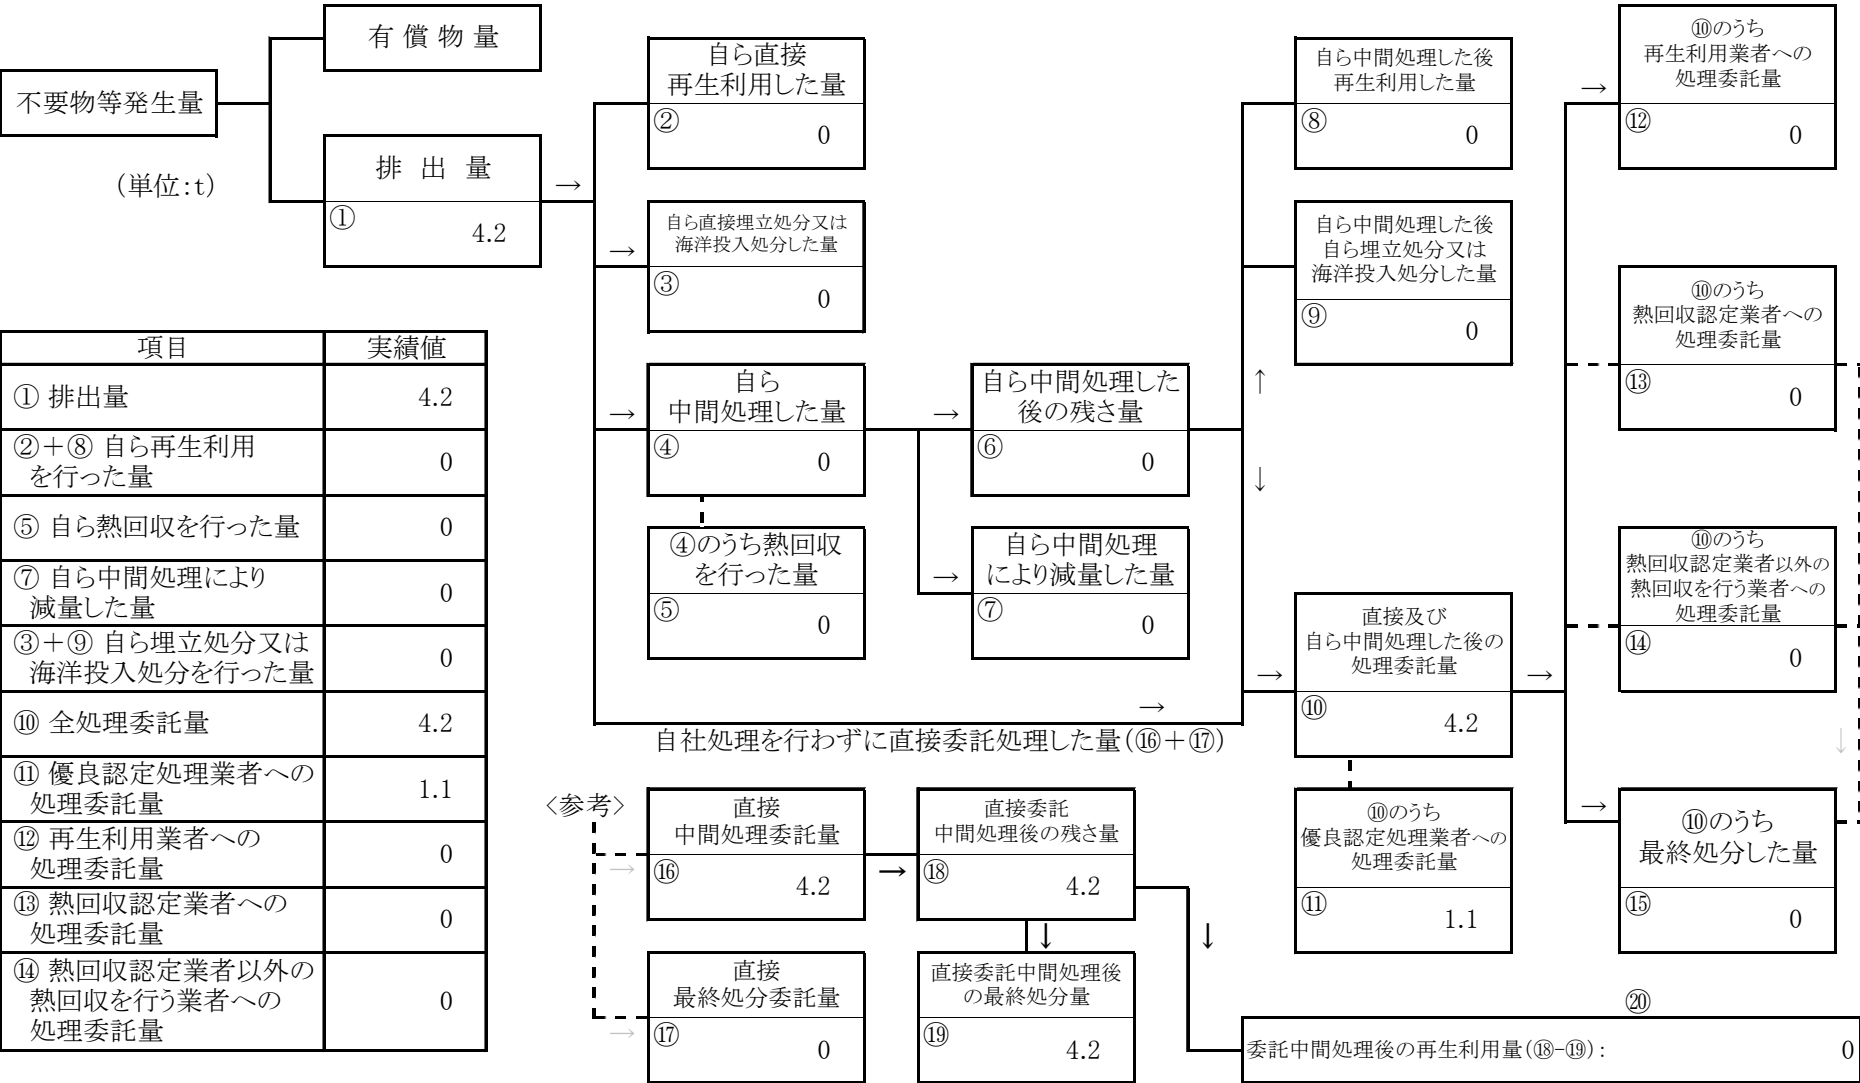 不要物等発生量
(単位：t)
有 償 物 量
排 出 量
①
4.2
→
自ら直接
再生利用した量
②
0
→
自ら直接埋立処分又は
海洋投入処分した量
③
0
→
自ら
中間処理した量
④
0
④のうち熱回収
を行った量
⑤
0
→
自ら中間処理した
後の残さ量
⑥
0
→
自ら中間処理
により減量した量
⑦
0
→
自社処理を行わずに直接委託処理した量(⑯＋⑰)
↑
↓
自ら中間処理した後
再生利用した量
⑧
0
自ら中間処理した後
自ら埋立処分又は
海洋投入処分した量
⑨
0
→
直接及び
自ら中間処理した後の
処理委託量
⑩
4.2
→
⑩のうち
優良認定処理業者への
処理委託量
⑪
1.1
→
⑩のうち
再生利用業者への
処理委託量
⑫
0
⑩のうち
熱回収認定業者への
処理委託量
⑬
0
⑩のうち
熱回収認定業者以外の
熱回収を行う業者への
処理委託量
⑭
0
↓
→
⑩のうち
最終処分した量
⑮
0
項目 実績値
① 排出量 4.2
②＋⑧ 自ら再生利用
を行った量 0
⑤ 自ら熱回収を行った量 0
⑦ 自ら中間処理により
減量した量 0
③＋⑨ 自ら埋立処分又は
海洋投入処分を行った量 0
⑩ 全処理委託量 4.2
⑪ 優良認定処理業者への
処理委託量 1.1
⑫ 再生利用業者への
処理委託量 0
⑬ 熱回収認定業者への
処理委託量 0
⑭ 熱回収認定業者以外の
熱回収を行う業者への
処理委託量 0
〈参考〉
→
直接
中間処理委託量
⑯
4.2
→
直接委託
中間処理後の残さ量
⑱
4.2
↓
↓
→
直接
最終処分委託量
⑰
0
直接委託中間処理後
の最終処分量
⑲
4.2
⑳
委託中間処理後の再生利用量(⑱-⑲)： 0